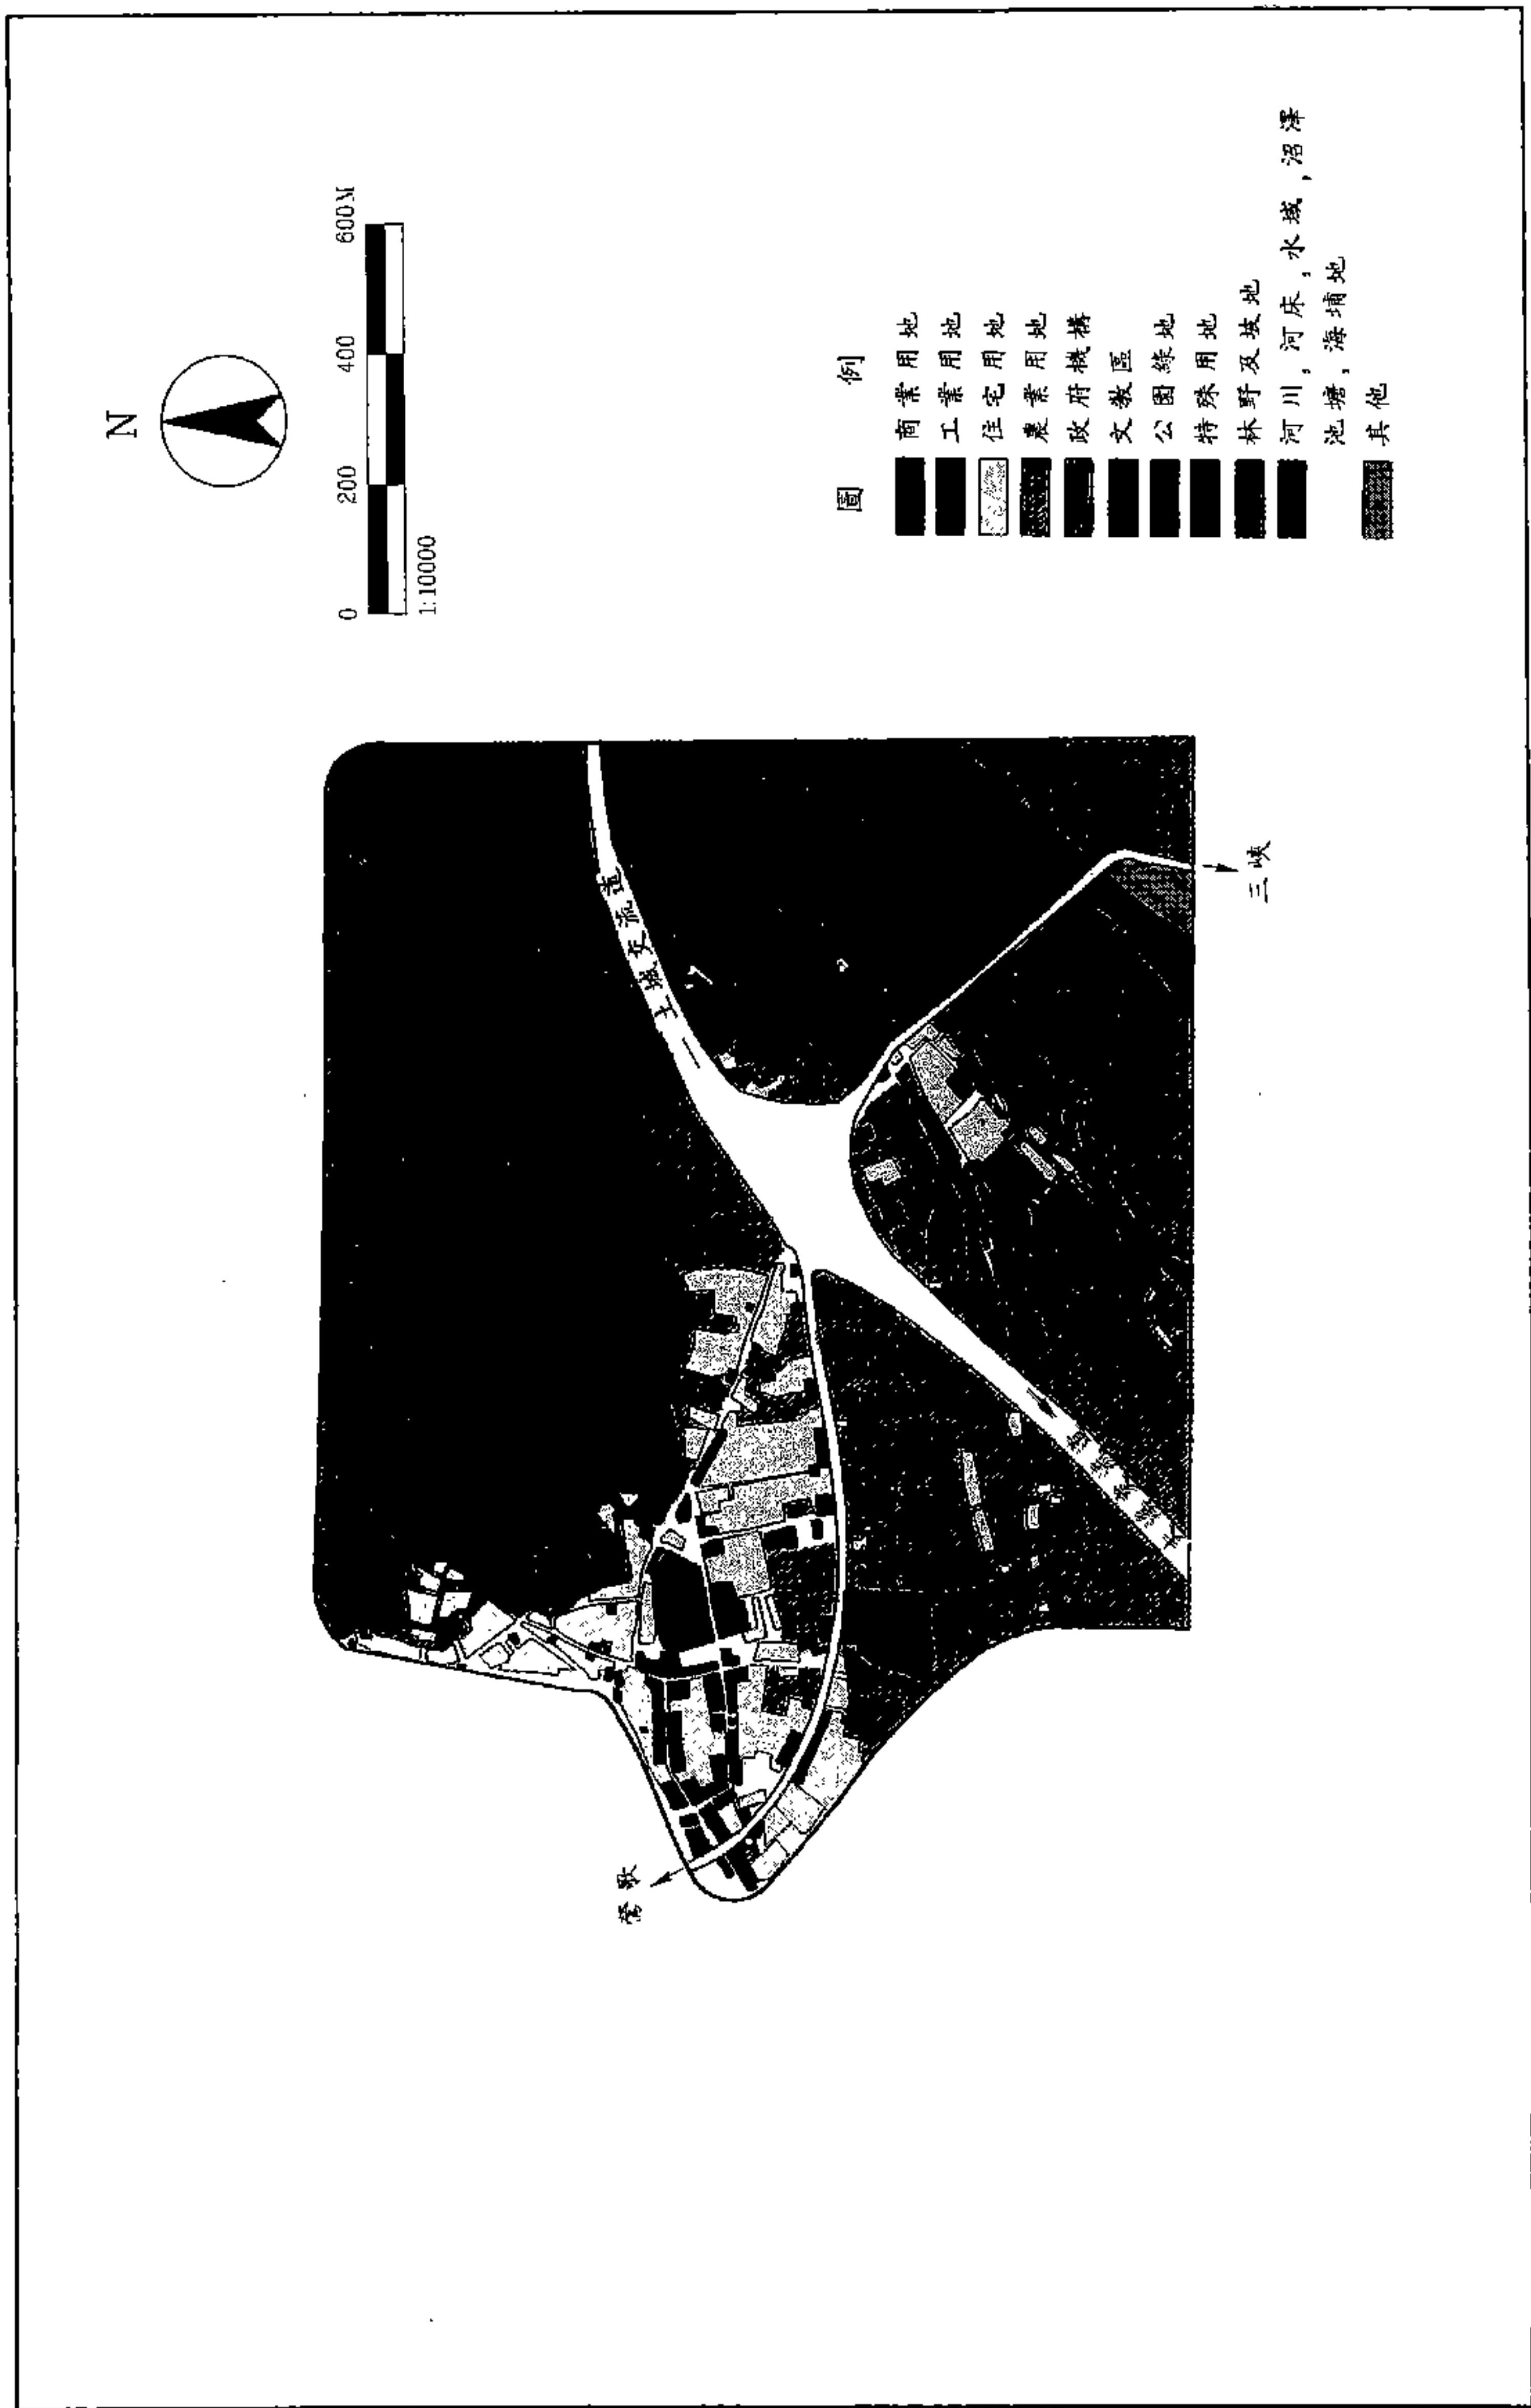 N
0 200 400 600M
1:10000
圖例
商業用地
工業用地
住宅用地
農業用地
政府機構
文教區
公園綠地
特殊用地
林野及坡地
河川，河床，水域，沼澤
池塘，海埔地
其他
土城交流道
三峽
鶯歌